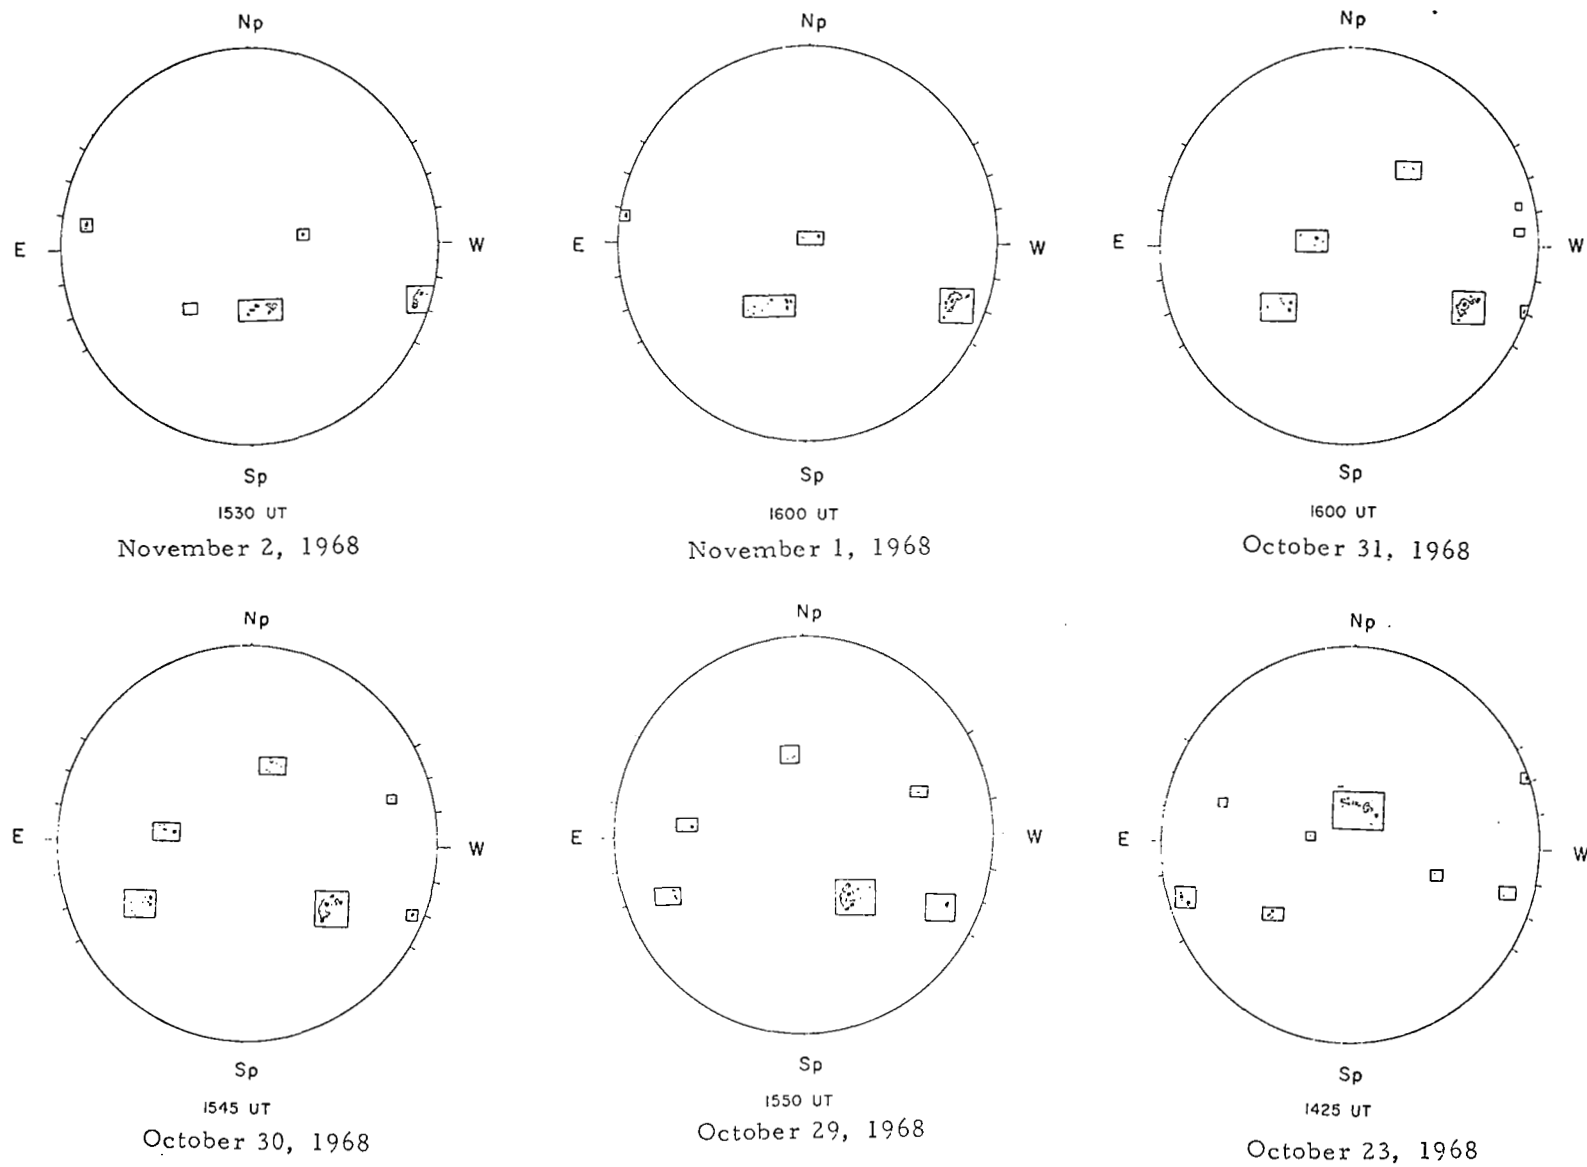 Np
E
W
Sp
1530 UT
November 2, 1968
Np
E
W
Sp
1600 UT
November 1, 1968
Np
E
W
Sp
1600 UT
October 31, 1968
Np
E
W
Sp
1545 UT
October 30, 1968
Np
E
W
Sp
1550 UT
October 29, 1968
Np
E
W
Sp
1425 UT
October 23, 1968